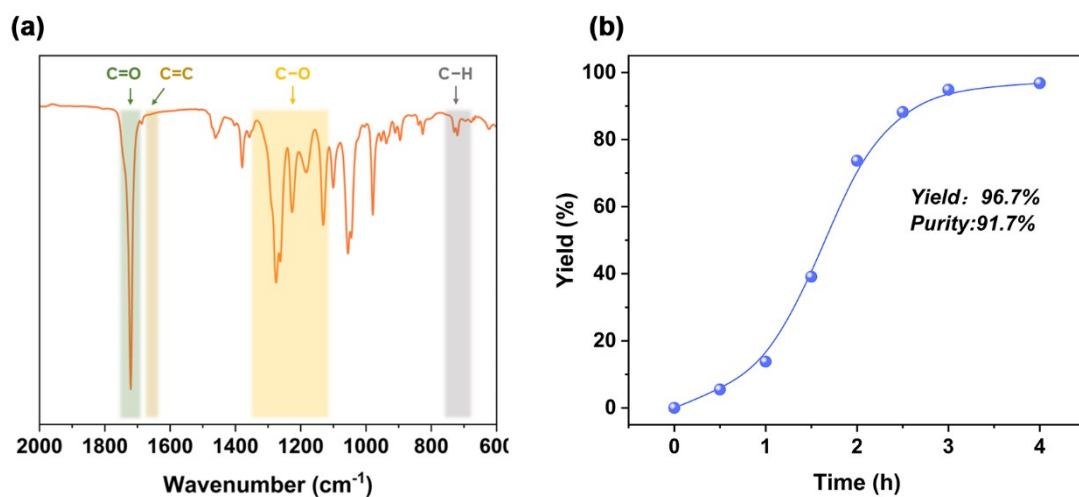 (a)
C=O
C=C
C–O
C–H
2000 1800 1600 1400 1200 1000 800 600
Wavenumber (cm⁻¹)
(b)
100
80
60
40
20
0
Yield (%)
Yield：96.7%
Purity:91.7%
0 1 2 3 4
Time (h)